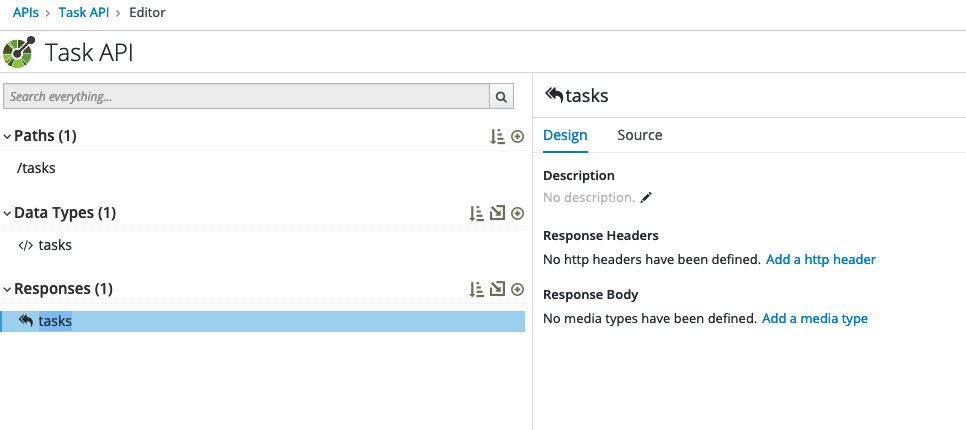 APIs > Task API > Editor
Task API
Search everything...
Paths (1)
/tasks
Data Types (1)
</> tasks
Responses (1)
tasks
tasks
Design Source
Description
No description.
Response Headers
No http headers have been defined. Add a http header
Response Body
No media types have been defined. Add a media type